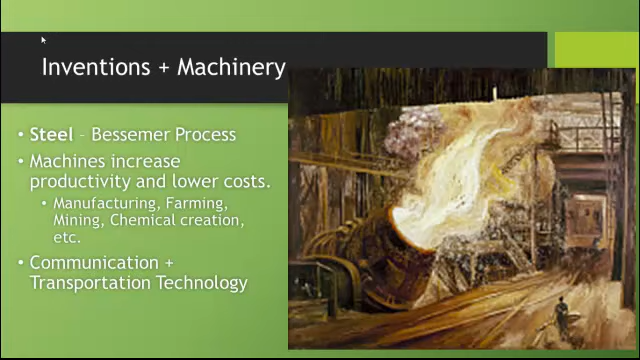 Inventions + Machinery
• Steel – Bessemer Process
• Machines increase
productivity and lower costs.
• Manufacturing, Farming,
Mining, Chemical creation,
etc.
• Communication +
Transportation Technology